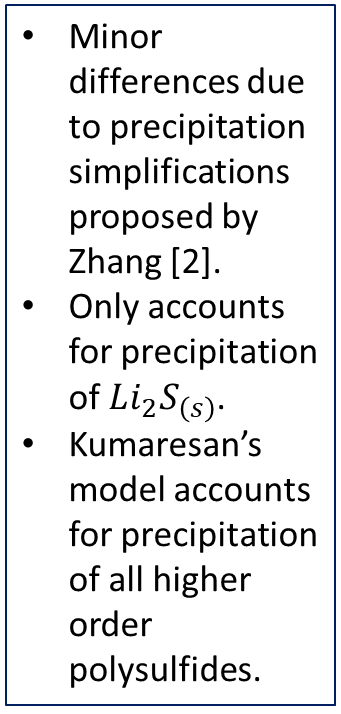 • Minor
differences due
to precipitation
simplifications
proposed by
Zhang [2].
• Only accounts
for precipitation
of Li₂S₍ₛ₎.
• Kumaresan's
model accounts
for precipitation
of all higher
order
polysulfides.